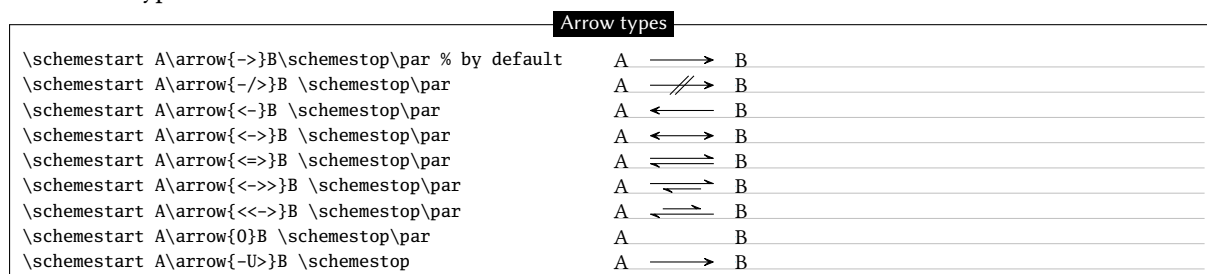 Arrow types
\schemestart A\arrow{->}B\schemestop\par % by default A B
\schemestart A\arrow{-/>}B \schemestop\par A B
\schemestart A\arrow{<-}B \schemestop\par A B
\schemestart A\arrow{<->}B \schemestop\par A B
\schemestart A\arrow{<=>}B \schemestop\par A B
\schemestart A\arrow{<->>}B \schemestop\par A B
\schemestart A\arrow{<<->}B \schemestop\par A B
\schemestart A\arrow{0}B \schemestop\par A B
\schemestart A\arrow{-U>}B \schemestop A B